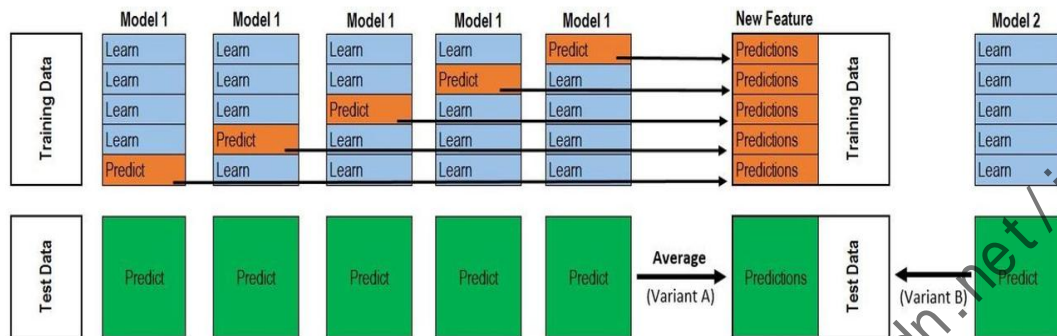 Model 1 Model 1 Model 1 Model 1 Model 1 New Feature Model 2
Training Data
Learn Learn Learn Learn Predict Predictions Learn
Learn Learn Learn Predict Learn Predictions Learn
Learn Learn Predict Learn Learn Predictions Learn
Learn Predict Learn Learn Learn Predictions Learn
Predict Learn Learn Learn Learn Predictions Learn
Training Data
Test Data
Predict Predict Predict Predict Predict
Average
(Variant A)
Predictions
Test Data
(Variant B)
Predict